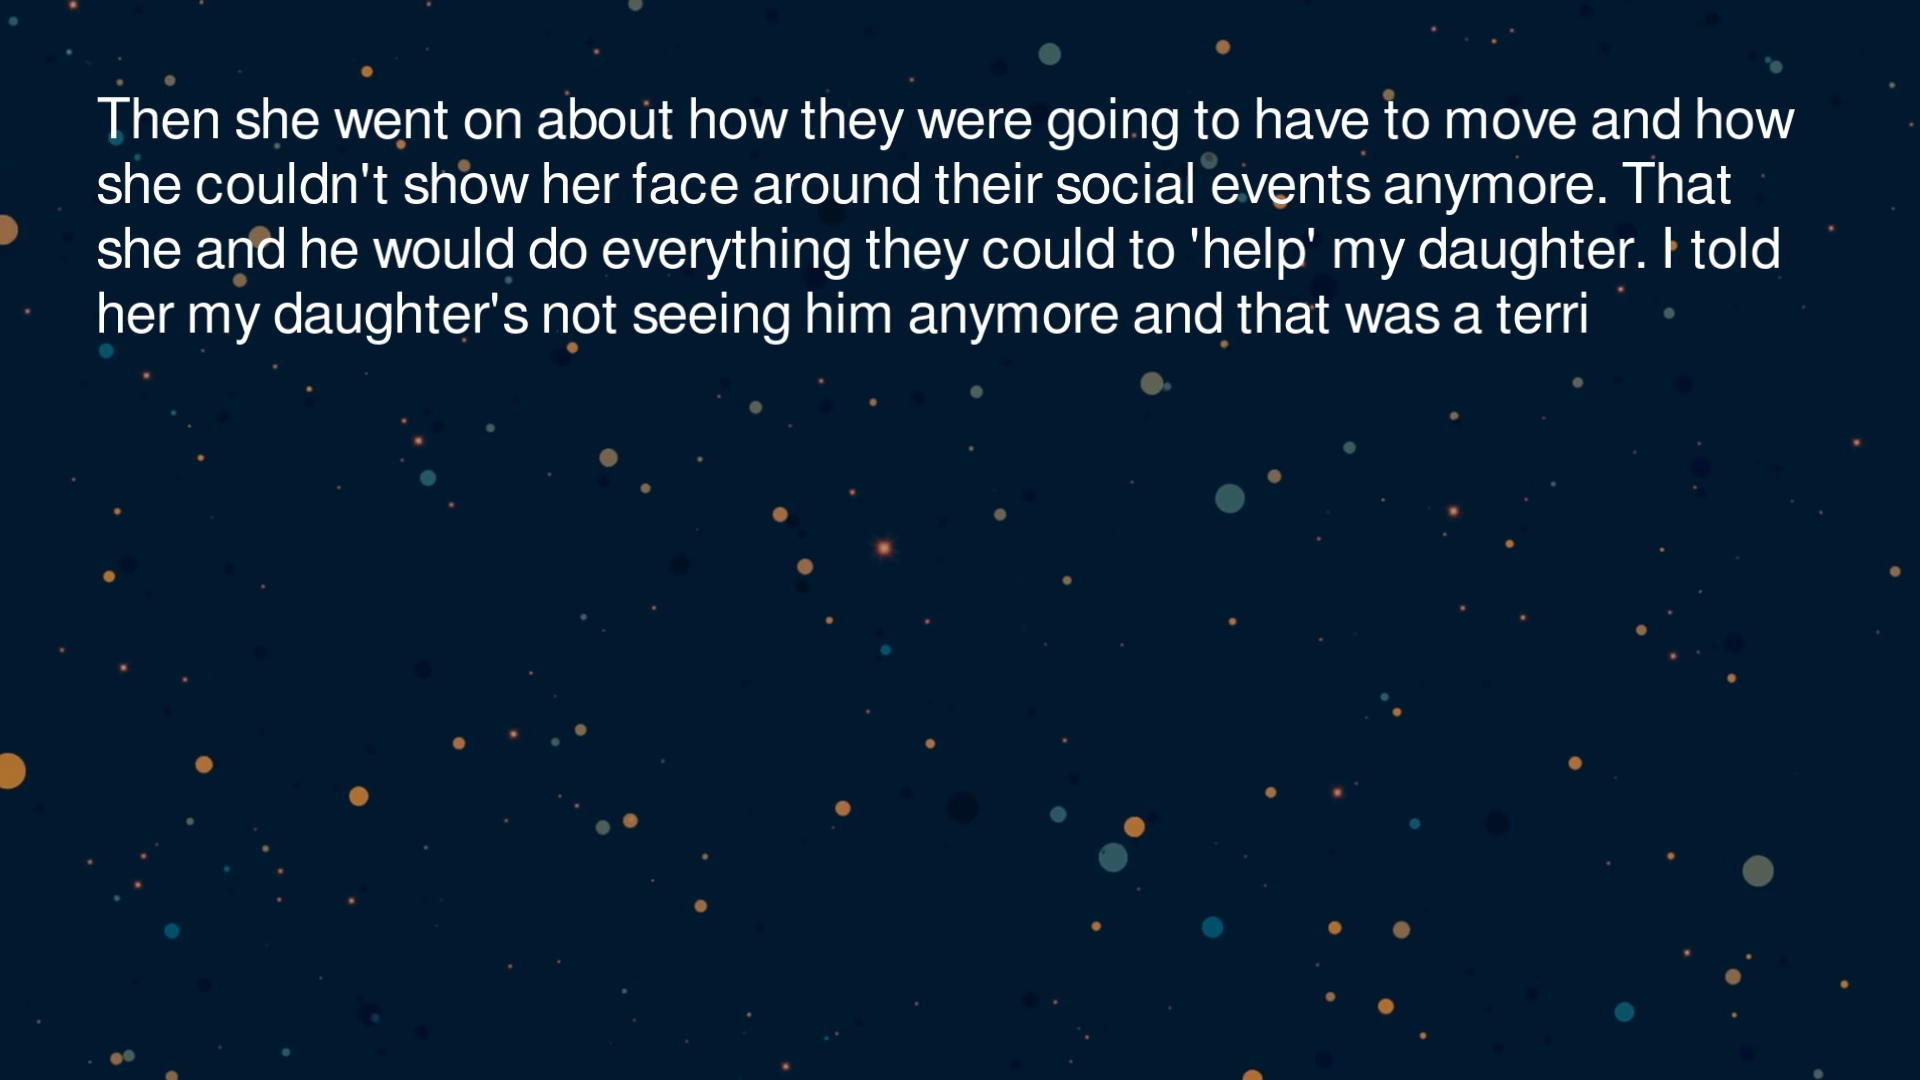 Then she went on about how they were going to have to move and how
she couldn't show her face around their social events anymore. That
she and he would do everything they could to 'help' my daughter. I told
her my daughter's not seeing him anymore and that was a terri